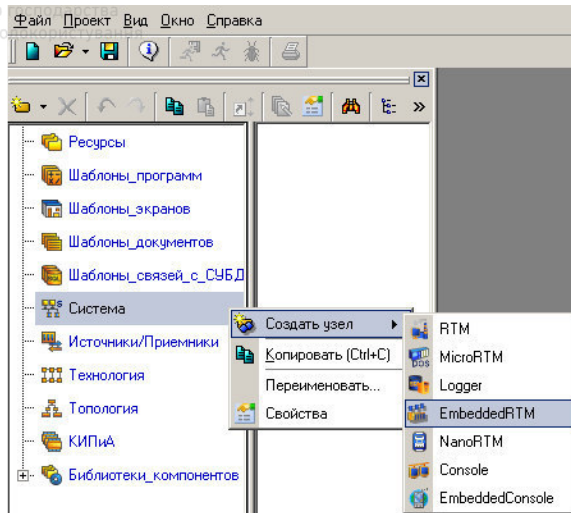 господарства
Файл Проект Вид Окно Справка
Ресурсы
Шаблоны_программ
Шаблоны_экранов
Шаблоны_документов
Шаблоны_связей_с_СУБД
Система
Источники/Приемники
Технология
Топология
КИПиА
Библиотеки_компонентов
Создать узел
Копировать (Ctrl+C)
Переименовать...
Свойства
RTM
MicroRTM
Logger
EmbeddedRTM
NanoRTM
Console
EmbeddedConsole